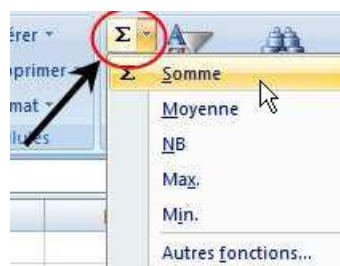 érer
Σ
primer
Σ Somme
mat
Moyenne
NB
Max.
Min.
Autres fonctions...